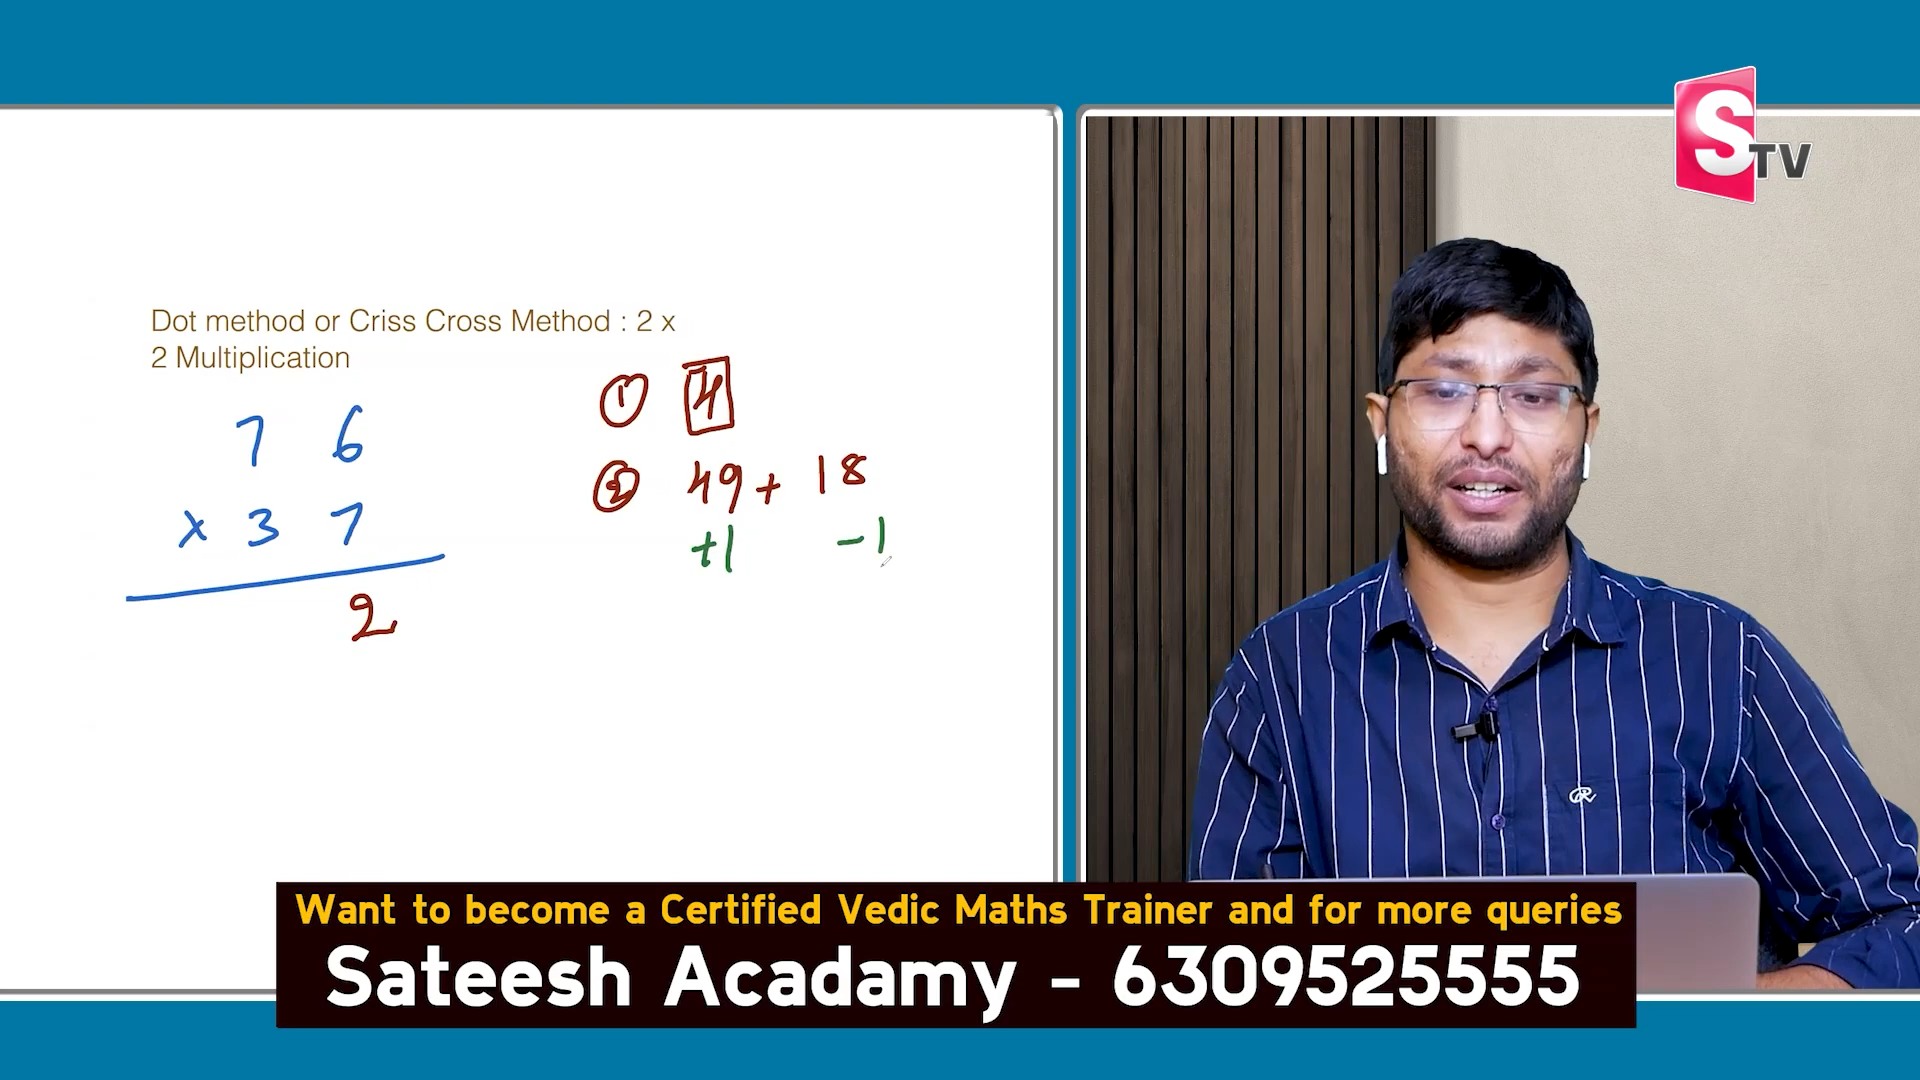 STV
Dot method or Criss Cross Method : 2 x
2 Multiplication
7 6
x 3 7
2
① 4
② 49 + 18
+1 -1
R
Want to become a Certified Vedic Maths Trainer and for more queries
Sateesh Acadamy - 6309525555